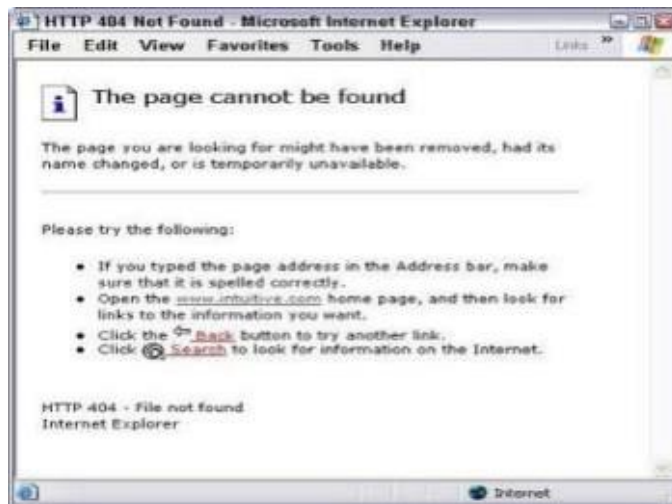 HTTP 404 Not Found - Microsoft Internet Explorer
File Edit View Favorites Tools Help Links »
The page cannot be found
The page you are looking for might have been removed, had its
name changed, or is temporarily unavailable.
Please try the following:
• If you typed the page address in the Address bar, make
sure that it is spelled correctly.
• Open the www.intuitive.com home page, and then look for
links to the information you want.
• Click the Back button to try another link.
• Click Search to look for information on the Internet.
HTTP 404 - File not found
Internet Explorer
Internet